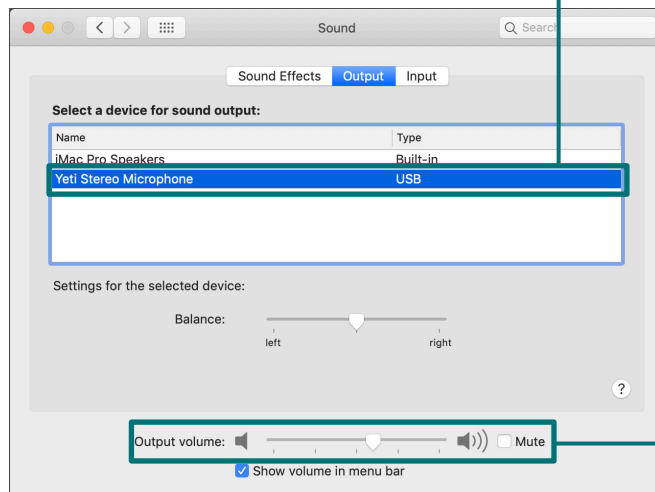 Sound
Search
Sound Effects Output Input
Select a device for sound output:
Name Type
iMac Pro Speakers Built-in
Yeti Stereo Microphone USB
Settings for the selected device:
Balance:
left right
?
Output volume: Mute
Show volume in menu bar